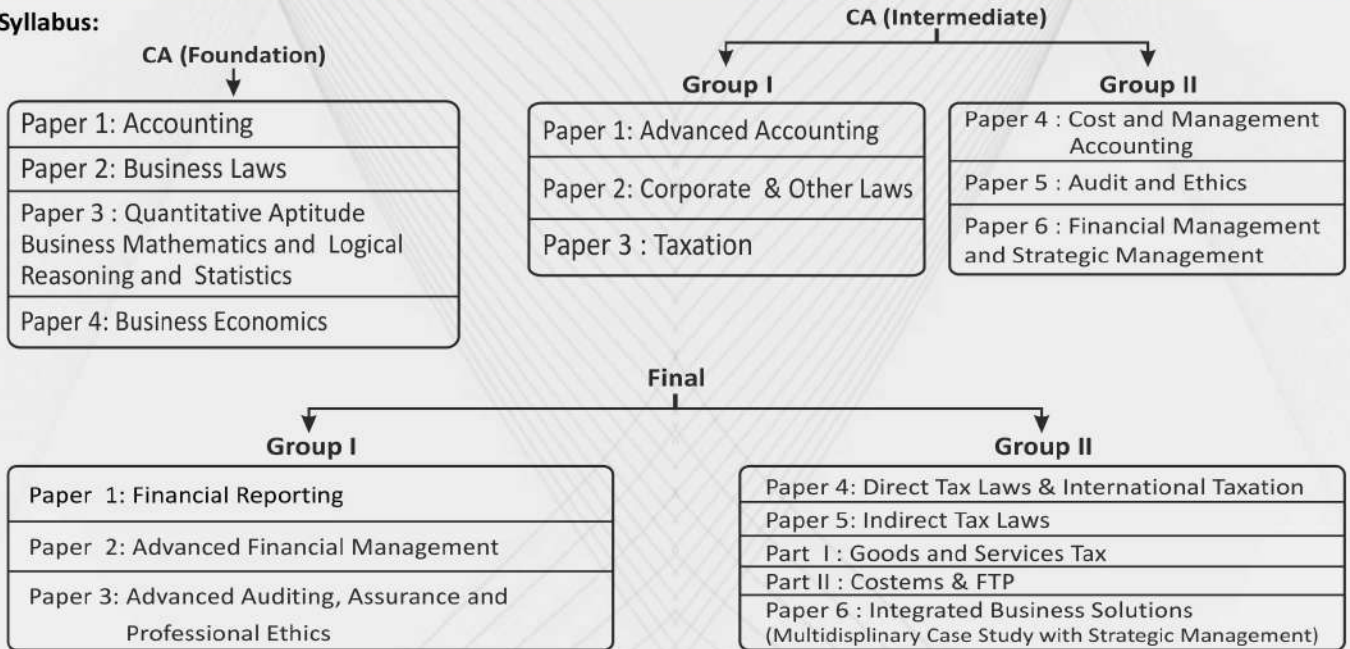 Syllabus:
CA (Foundation)
Paper 1: Accounting
Paper 2: Business Laws
Paper 3 : Quantitative Aptitude
Business Mathematics and Logical
Reasoning and Statistics
Paper 4: Business Economics
CA (Intermediate)
Group I
Paper 1: Advanced Accounting
Paper 2: Corporate & Other Laws
Paper 3 : Taxation
Group II
Paper 4 : Cost and Management
Accounting
Paper 5 : Audit and Ethics
Paper 6 : Financial Management
and Strategic Management
Final
Group I
Paper 1: Financial Reporting
Paper 2: Advanced Financial Management
Paper 3: Advanced Auditing, Assurance and
Professional Ethics
Group II
Paper 4: Direct Tax Laws & International Taxation
Paper 5: Indirect Tax Laws
Part I : Goods and Services Tax
Part II : Costems & FTP
Paper 6 : Integrated Business Solutions
(Multidisplinary Case Study with Strategic Management)